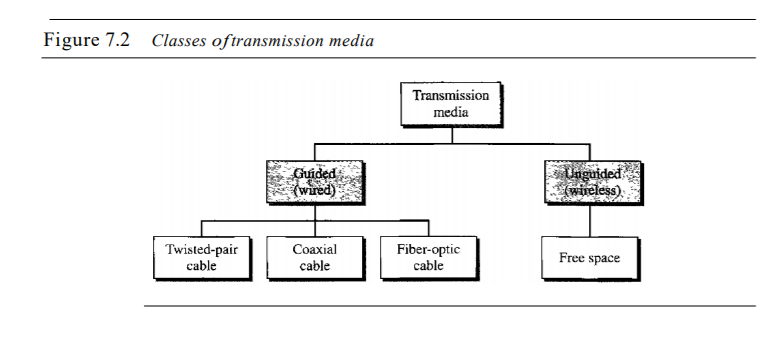 Figure 7.2 Classes oftransmission media
Transmission
media
Guided
(wired)
Unguided
(wireless)
Twisted-pair
cable
Coaxial
cable
Fiber-optic
cable
Free space